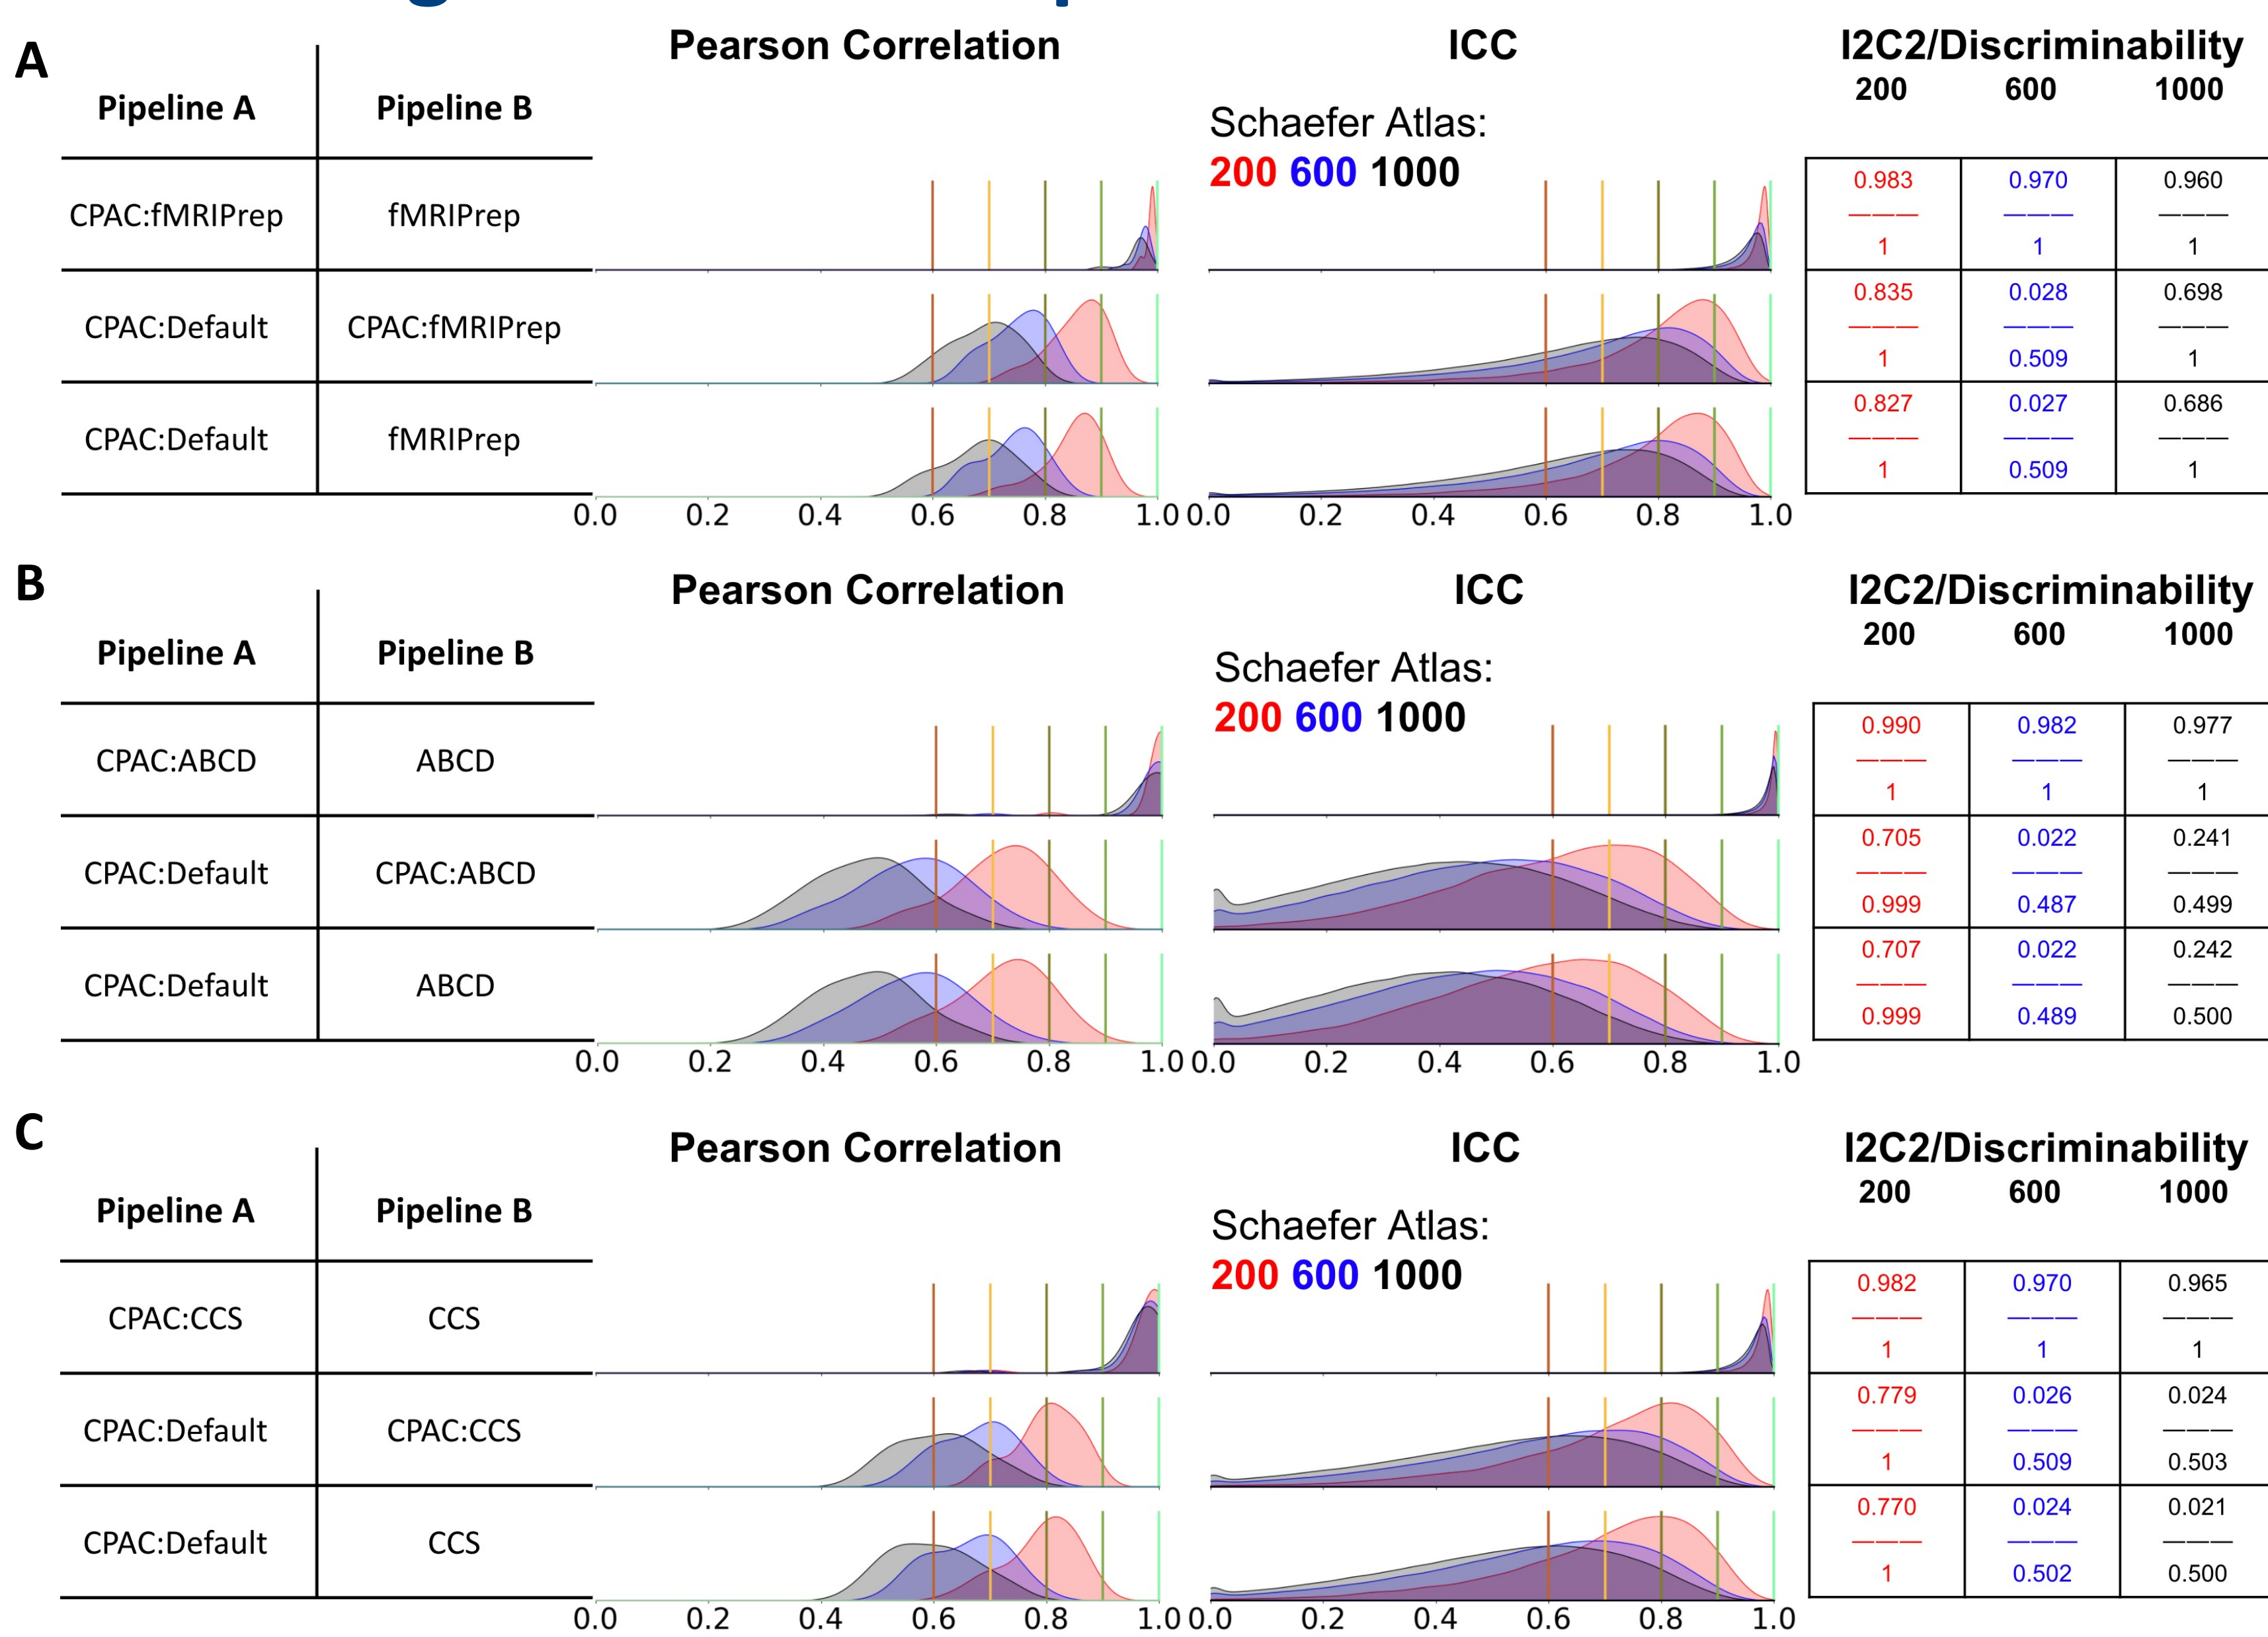 A
Pearson Correlation ICC I2C2/Discriminability
200 600 1000
Pipeline A Pipeline B
Schaefer Atlas:
200 600 1000
CPAC:fMRIPrep fMRIPrep
0.983 0.970 0.960
———  ———  ———
1 1 1
CPAC:Default CPAC:fMRIPrep
0.835 0.028 0.698
———  ———  ———
1 0.509 1
CPAC:Default fMRIPrep
0.827 0.027 0.686
———  ———  ———
1 0.509 1
0.0 0.2 0.4 0.6 0.8 1.0 0.0 0.2 0.4 0.6 0.8 1.0
B
Pearson Correlation ICC I2C2/Discriminability
200 600 1000
Pipeline A Pipeline B
Schaefer Atlas:
200 600 1000
CPAC:ABCD ABCD
0.990 0.982 0.977
———  ———  ———
1 1 1
CPAC:Default CPAC:ABCD
0.705 0.022 0.241
———  ———  ———
0.999 0.487 0.499
CPAC:Default ABCD
0.707 0.022 0.242
———  ———  ———
0.999 0.489 0.500
0.0 0.2 0.4 0.6 0.8 1.0 0.0 0.2 0.4 0.6 0.8 1.0
C
Pearson Correlation ICC I2C2/Discriminability
200 600 1000
Pipeline A Pipeline B
Schaefer Atlas:
200 600 1000
CPAC:CCS CCS
0.982 0.970 0.965
———  ———  ———
1 1 1
CPAC:Default CPAC:CCS
0.779 0.026 0.024
———  ———  ———
1 0.509 0.503
CPAC:Default CCS
0.770 0.024 0.021
———  ———  ———
1 0.502 0.500
0.0 0.2 0.4 0.6 0.8 1.0 0.0 0.2 0.4 0.6 0.8 1.0